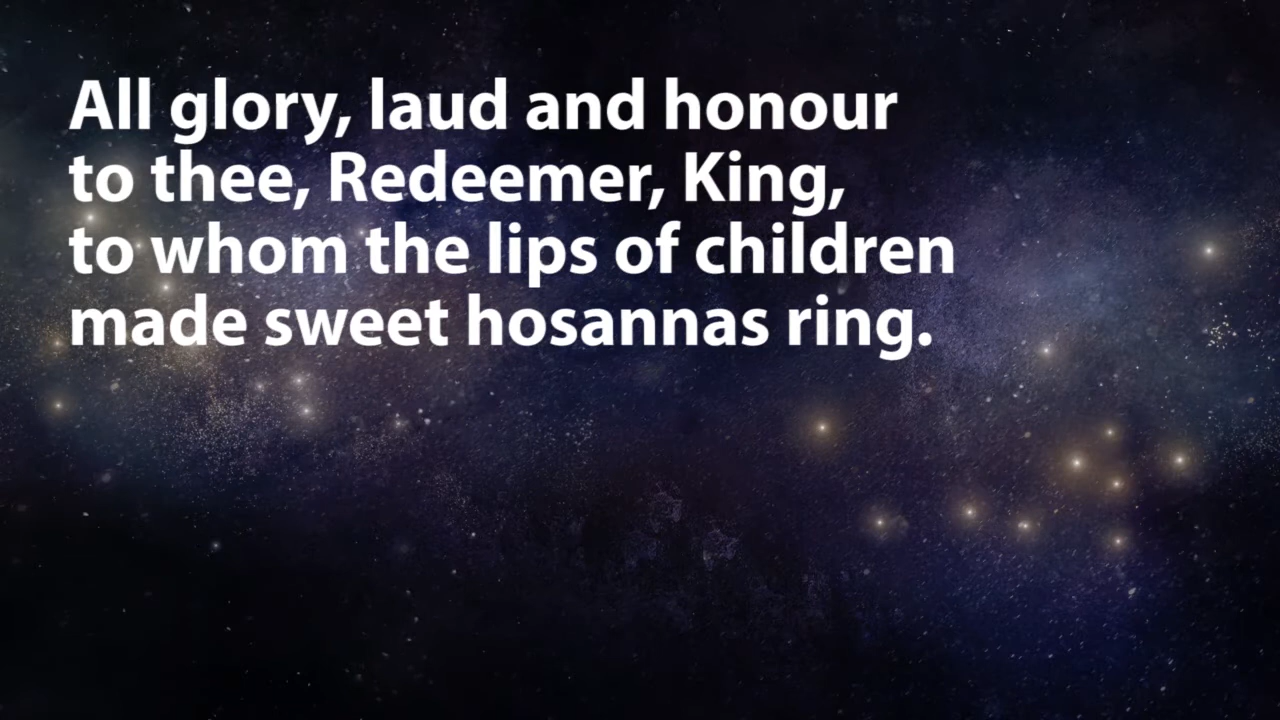 All glory, laud and honour
to thee, Redeemer, King,
to whom the lips of children
made sweet hosannas ring.